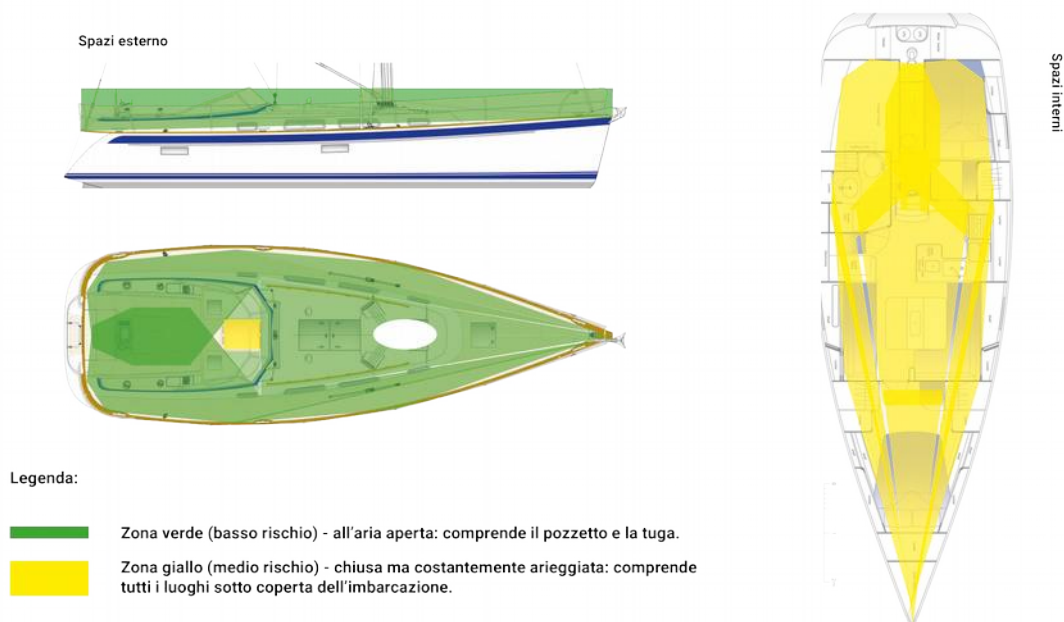 Spazi esterno
Spazi interni
Legenda:
Zona verde (basso rischio) - all'aria aperta: comprende il pozzetto e la tuga.
Zona giallo (medio rischio) - chiusa ma costantemente arieggiata: comprende
tutti i luoghi sotto coperta dell'imbarcazione.